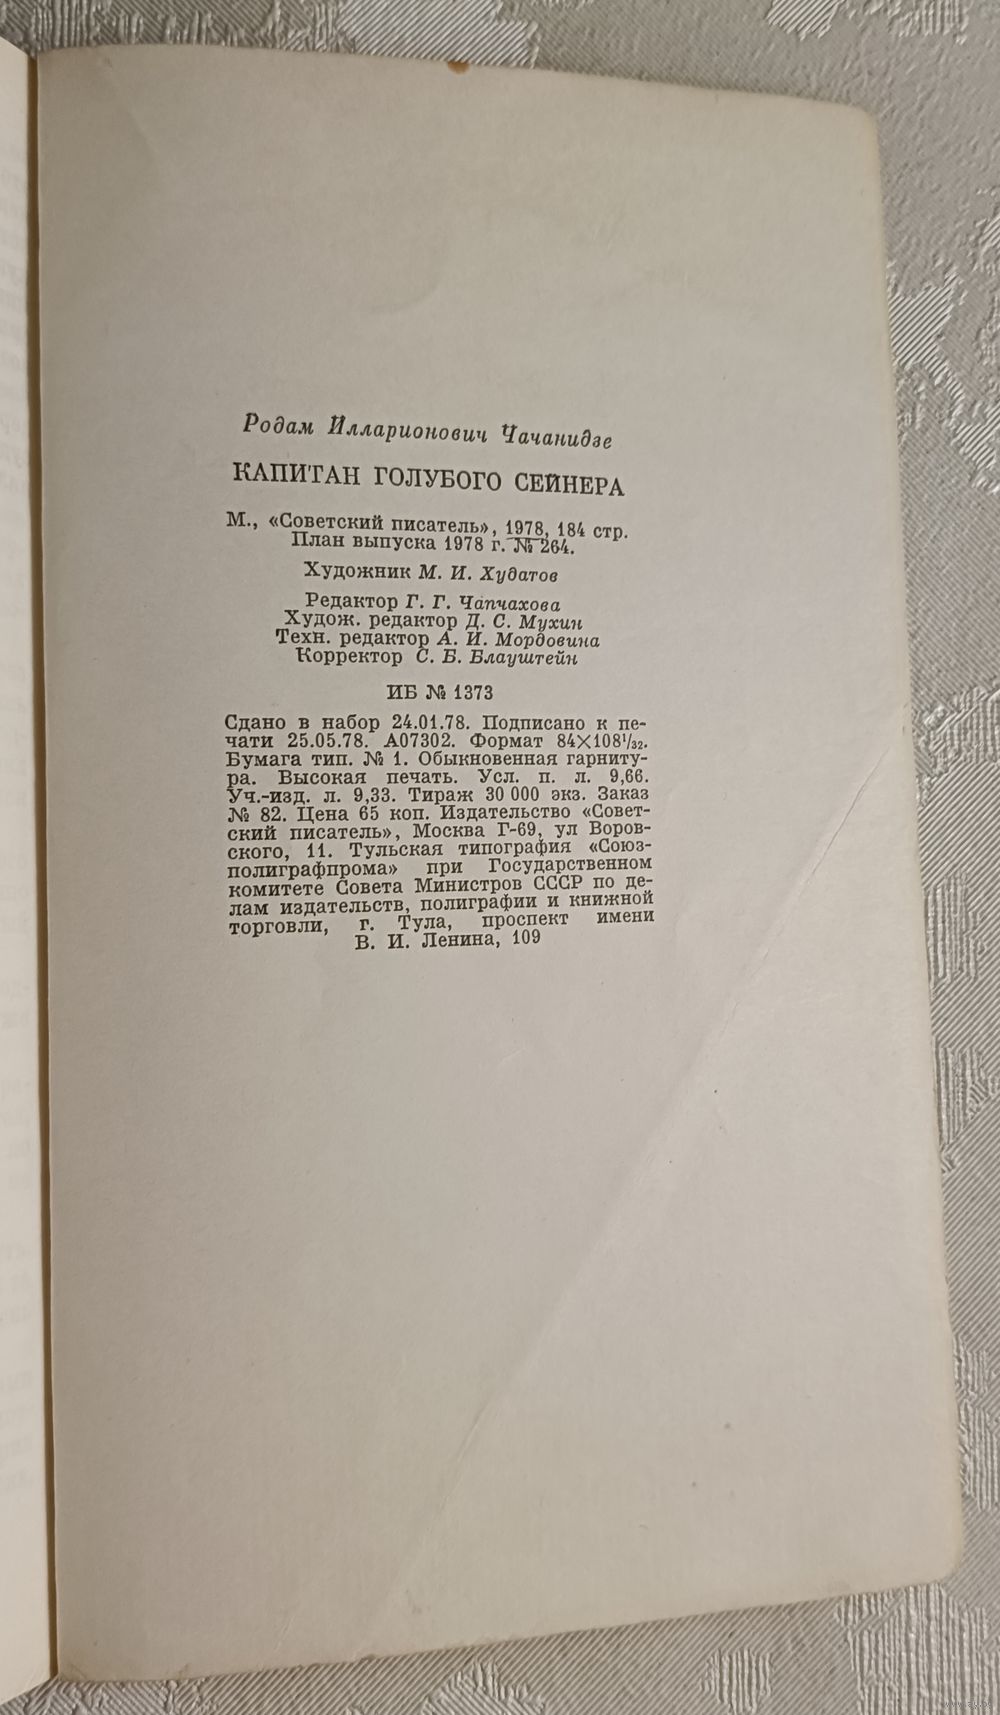 Родам Илларионович Чачанидзе
КАПИТАН ГОЛУБОГО СЕЙНЕРА
М., «Советский писатель», 1978, 184 стр.
План выпуска 1978 г. № 264.
Художник М. И. Худатов
Редактор Г. Г. Чапчахова
Худож. редактор Д. С. Мухин
Техн. редактор А. И. Мордовина
Корректор С. Б. Блауштейн
ИБ № 1373
Сдано в набор 24.01.78. Подписано к пе-
чати 25.05.78. А07302. Формат 84×108¹/₃₂.
Бумага тип. № 1. Обыкновенная гарниту-
ра. Высокая печать. Усл. п. л. 9,66.
Уч.-изд. л. 9,33. Тираж 30 000 экз. Заказ
№ 82. Цена 65 коп. Издательство «Совет-
ский писатель», Москва Г-69, ул Воров-
ского, 11. Тульская типография «Союз-
полиграфпрома» при Государственном
комитете Совета Министров СССР по де-
лам издательств, полиграфии и книжной
торговли, г. Тула, проспект имени
В. И. Ленина, 109